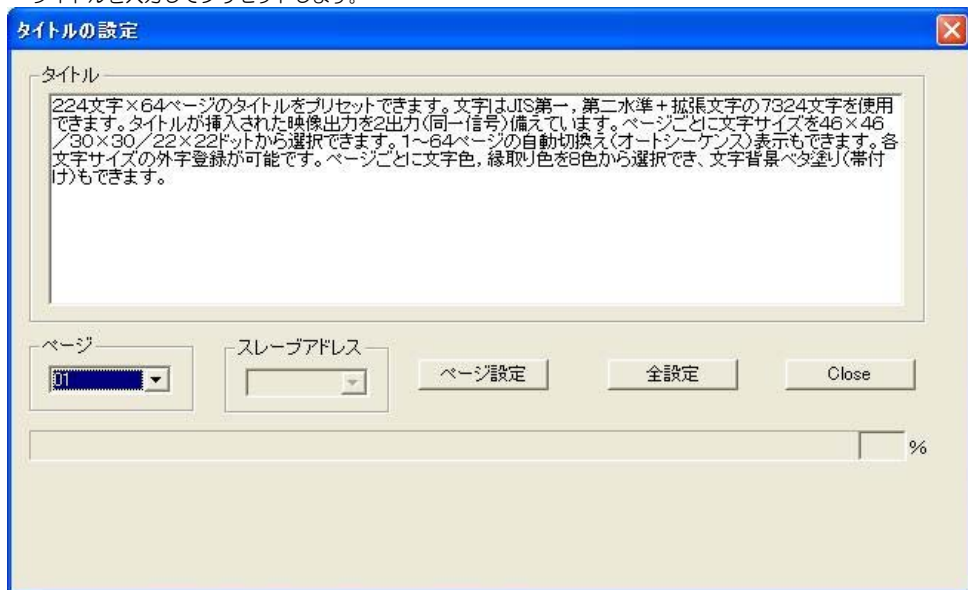 タイトルを入力してプリセットします。
タイトルの設定
タイトル
224文字×64ページのタイトルをプリセットできます。文字はJIS第一，第二水準＋拡張文字の7324文字を使用
できます。タイトルが挿入された映像出力を2出力(同一信号)備えています。ページごとに文字サイズを46×46
／30×30／22×22ドットから選択できます。1～64ページの自動切換え(オートシーケンス)表示もできます。各
文字サイズの外字登録が可能です。ページごとに文字色，縁取り色を8色から選択でき、文字背景ベタ塗り(帯付
け)もできます。
ページ
スレーブアドレス
01
ページ設定
全設定
Close
%